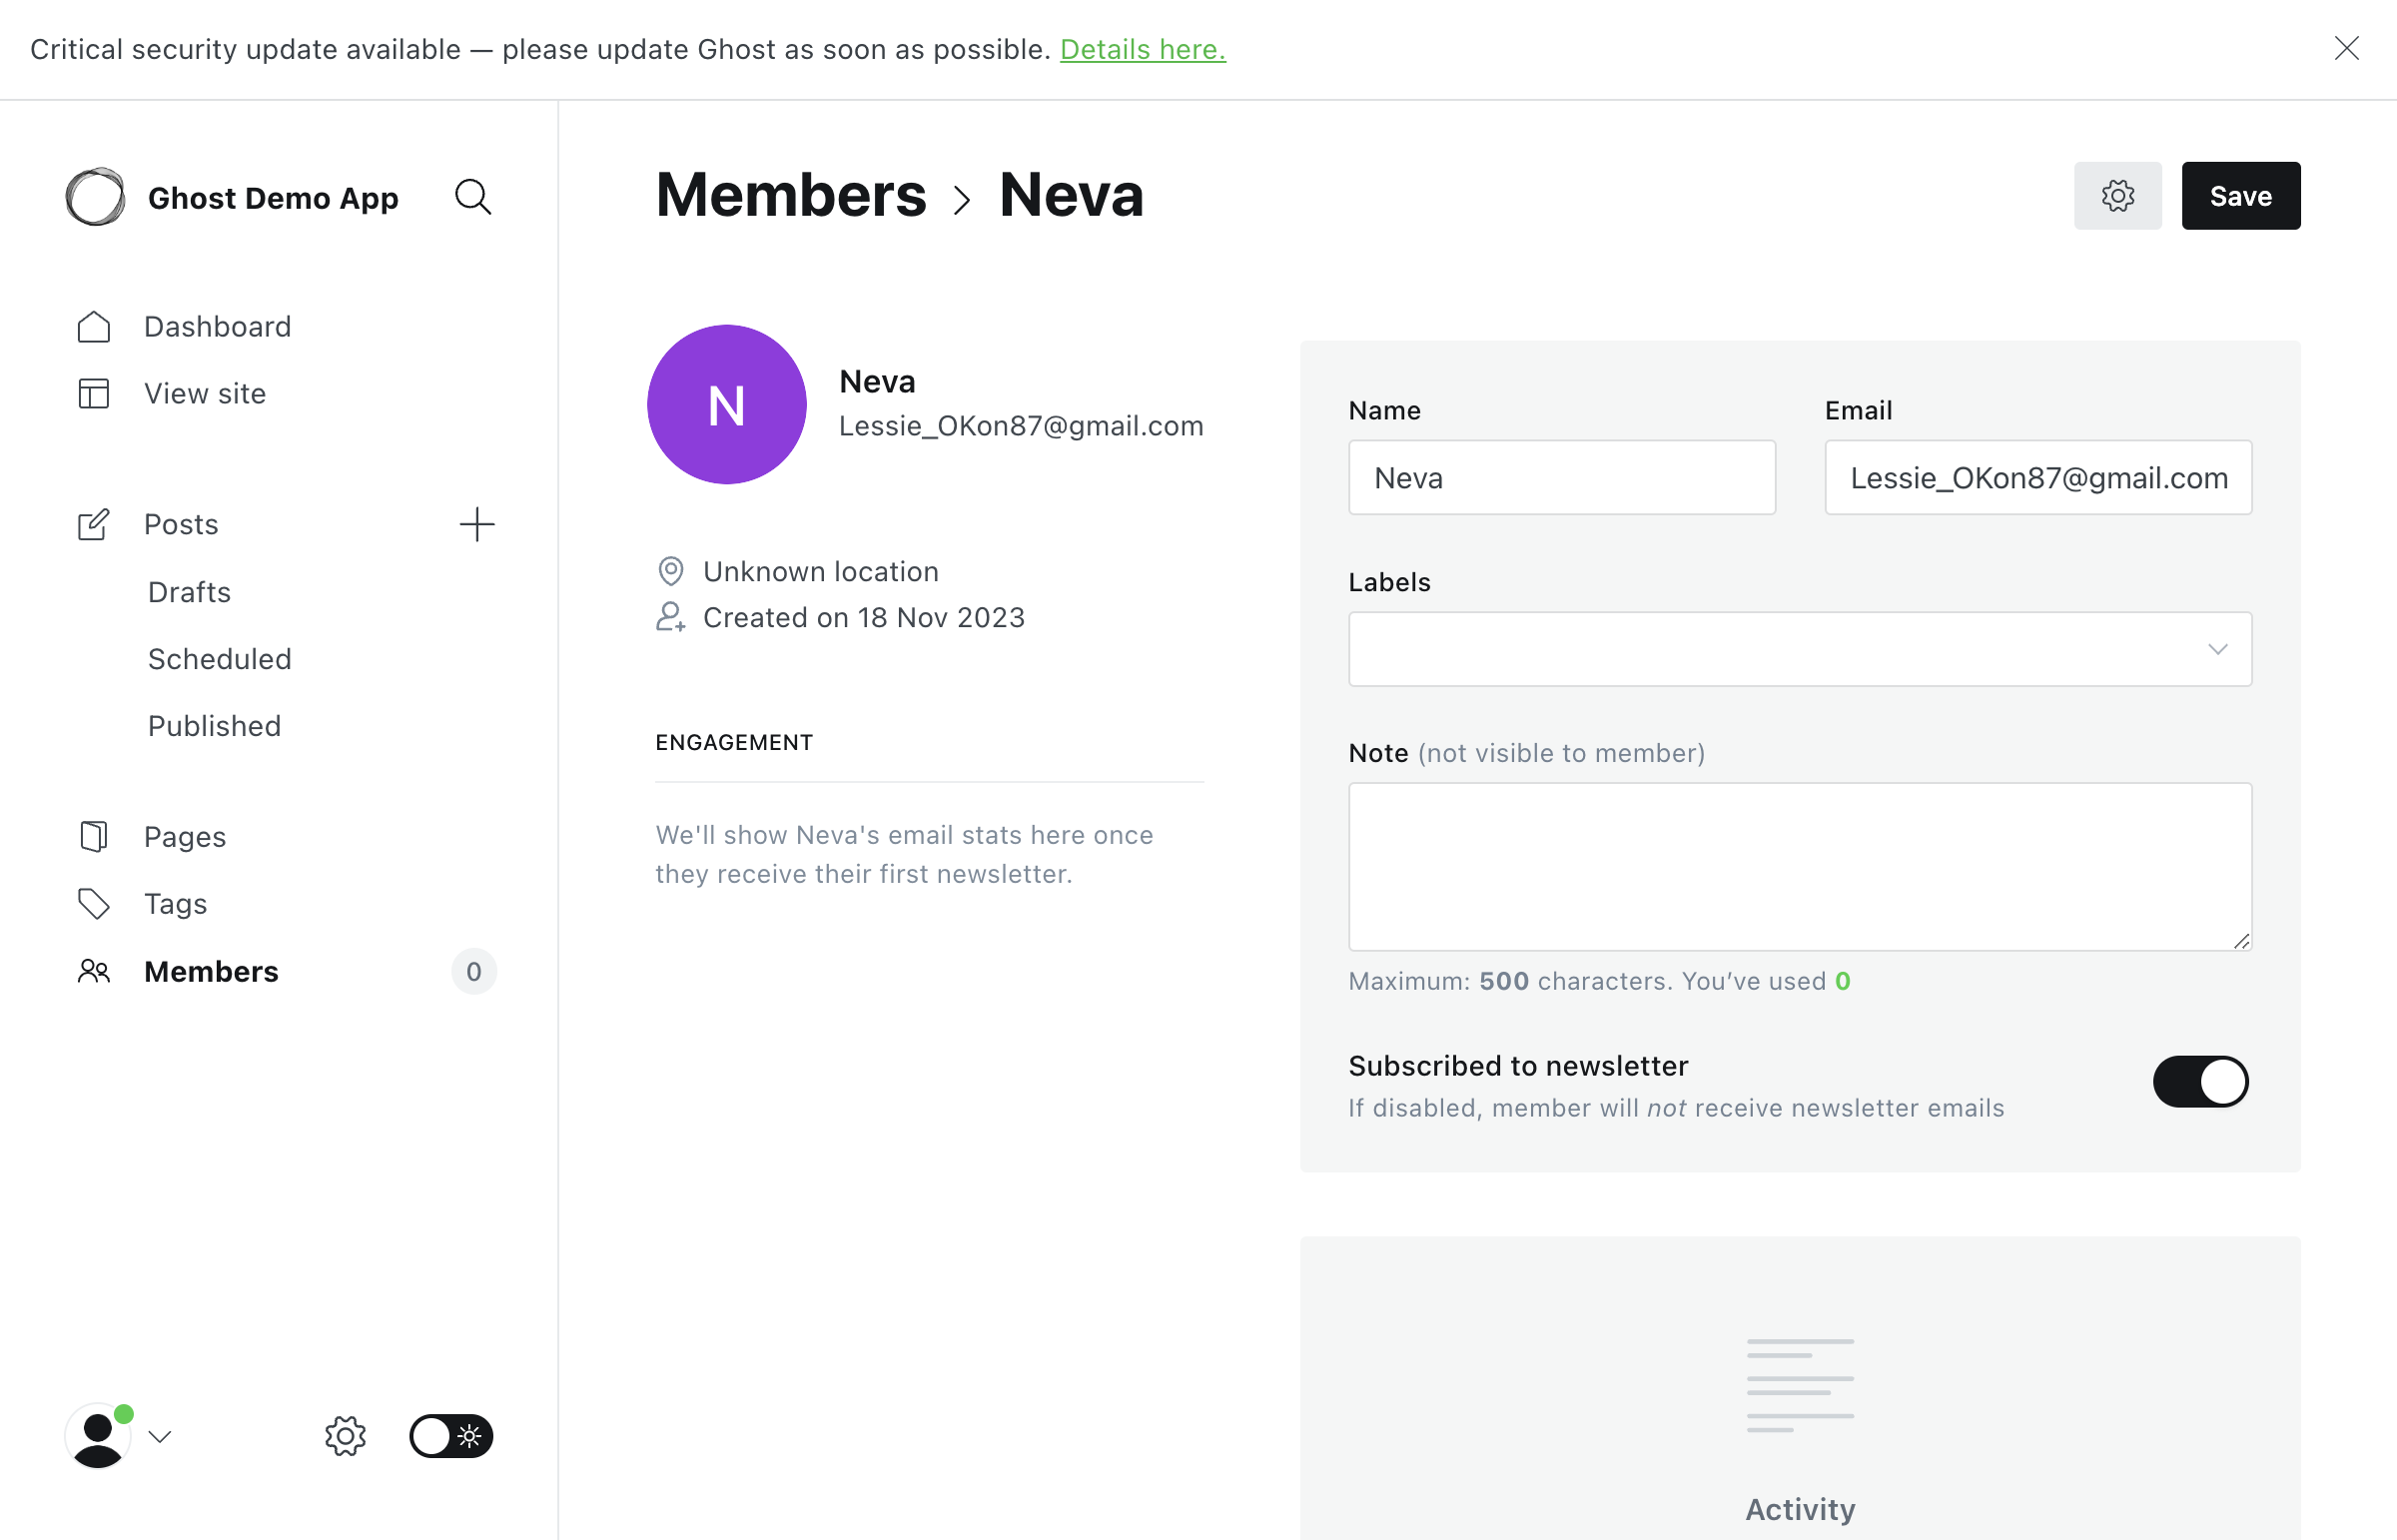 Critical security update available — please update Ghost as soon as possible. Details here.
Ghost Demo App
Dashboard
View site
Posts
Drafts
Scheduled
Published
Pages
Tags
Members
0
Members
Neva
Save
N
Neva
Lessie_OKon87@gmail.com
Unknown location
Created on 18 Nov 2023
ENGAGEMENT
We'll show Neva's email stats here once
they receive their first newsletter.
Name
Email
Neva
Lessie_OKon87@gmail.com
Labels
Note (not visible to member)
Maximum: 500 characters. You’ve used 0
Subscribed to newsletter
If disabled, member will not receive newsletter emails
Activity